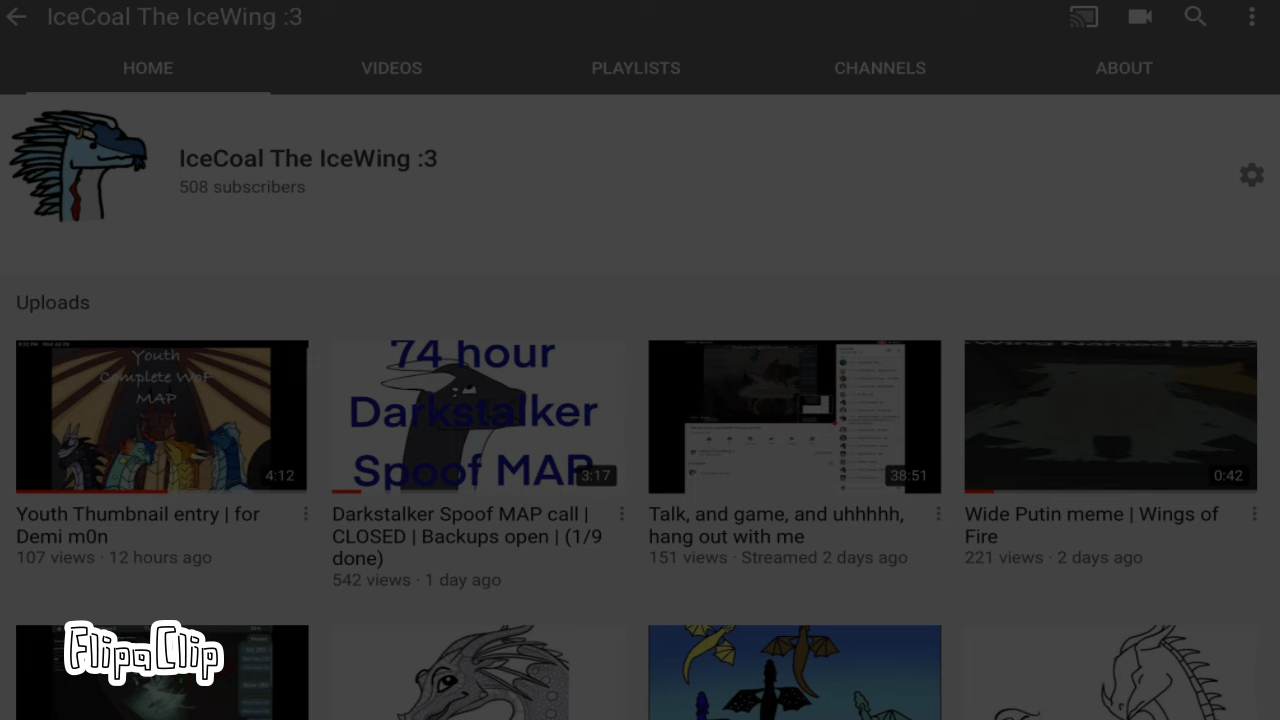 IceCoal The IceWing :3
HOME VIDEOS PLAYLISTS CHANNELS ABOUT
IceCoal The IceWing :3
508 subscribers
Uploads
Youth
Complete WoF
MAP
4:12
74 hour
Darkstalker
Spoof MAP
3:17
38:51
0:42
Youth Thumbnail entry | for
Demi m0n
107 views · 12 hours ago
Darkstalker Spoof MAP call |
CLOSED | Backups open | (1/9
done)
542 views · 1 day ago
Talk, and game, and uhhhhh,
hang out with me
151 views · Streamed 2 days ago
Wide Putin meme | Wings of
Fire
221 views · 2 days ago
FlipaClip